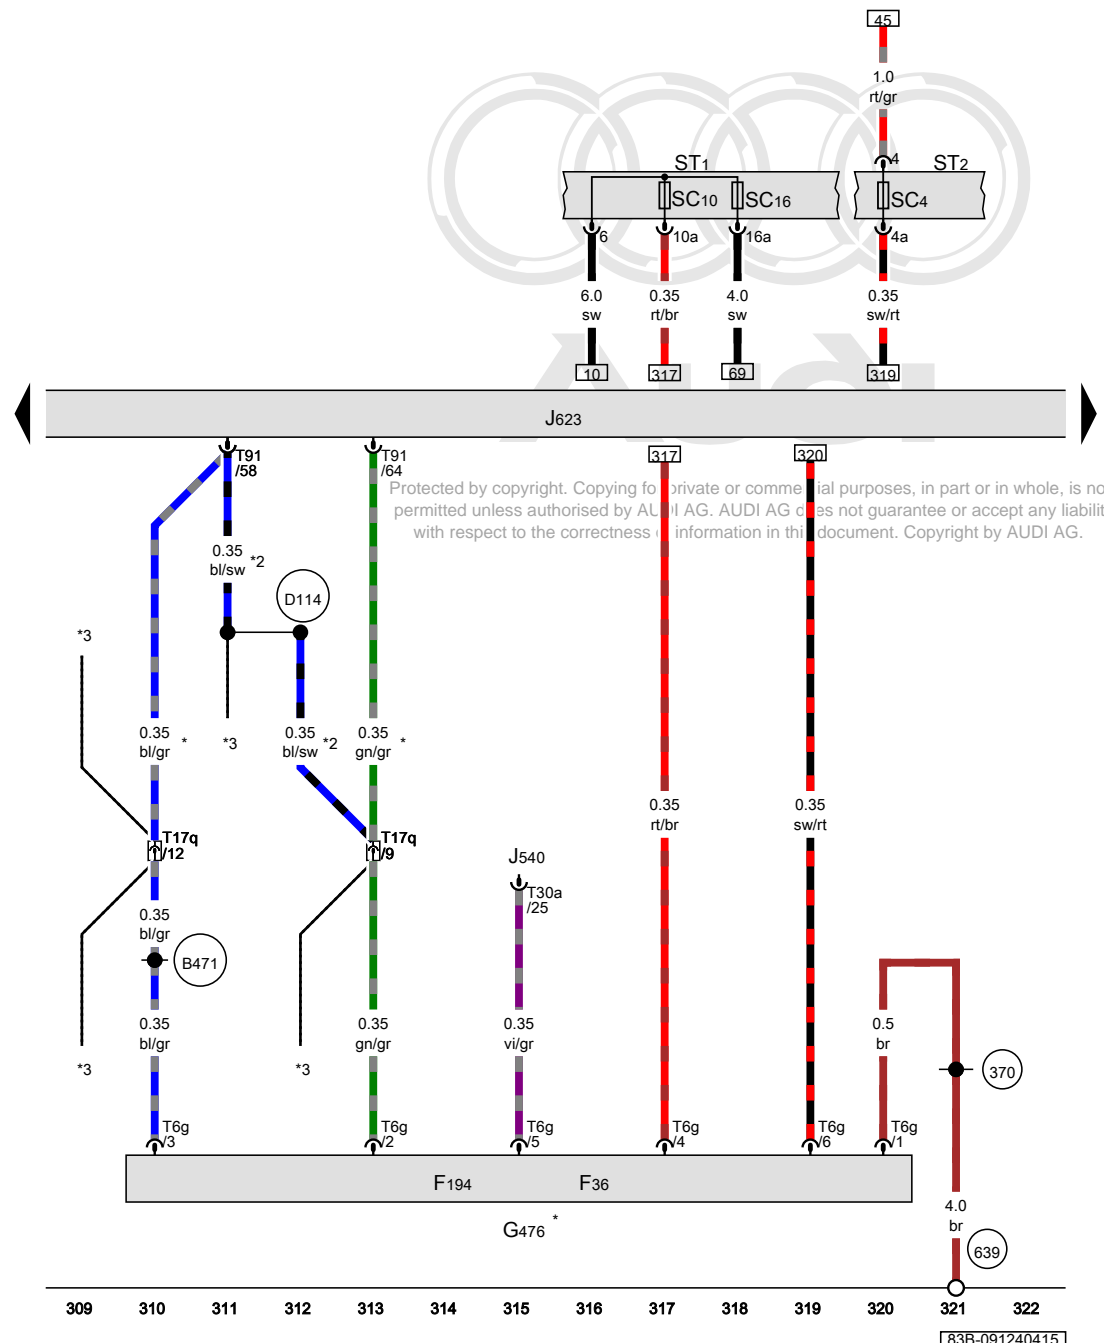 45
1.0
rt/gr
4
ST1
ST2
SC10
SC16
SC4
6
10a
16a
4a
6.0
sw
0.35
rt/br
4.0
sw
0.35
sw/rt
10
317
69
319
Audi
J623
T91
/58
T91
/64
317
320
Protected by copyright. Copying fo private or comme ial purposes, in part or in whole, is no
permitted unless authorised by AU I AG. AUDI AG d es not guarantee or accept any liabilit
with respect to the correctness information in thi document. Copyright by AUDI AG.
0.35
bl/sw *2
D114
*3
0.35
bl/gr *
*3
0.35
bl/sw *2
0.35
gn/gr *
0.35
rt/br
0.35
sw/rt
T17q
/12
T17q
/9
J540
T30a
/25
0.35
bl/gr
B471
0.35
bl/gr
0.35
gn/gr
0.35
vi/gr
0.5
br
*3
*3
370
T6g
/3
T6g
/2
T6g
/5
T6g
/4
T6g
/6
T6g
/1
F194
F36
G476 *
4.0
br
639
309 310 311 312 313 314 315 316 317 318 319 320 321 322
83B-091240415